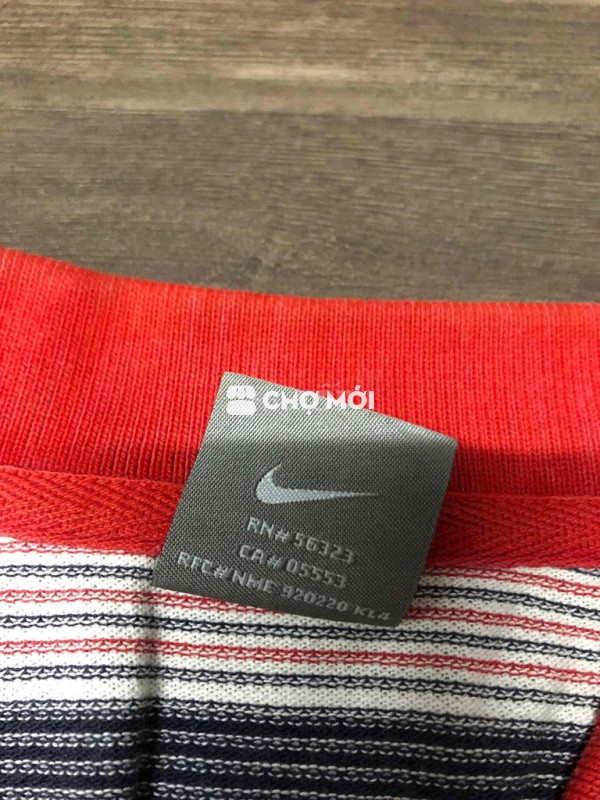 CHỢ MỚI
RN# 56323
CA# 05553
RFC# NME 920220 KL4